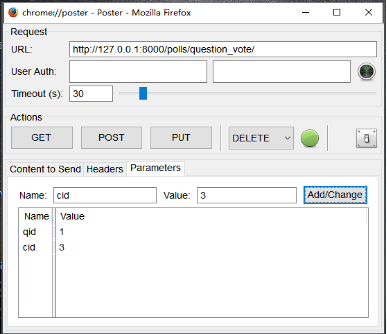 chrome://poster - Poster - Mozilla Firefox
Request
URL: http://127.0.0.1:8000/polls/question_vote/
User Auth:
Timeout (s): 30
Actions
GET POST PUT DELETE
Content to Send Headers Parameters
Name: cid Value: 3 Add/Change
Name Value
qid 1
cid 3